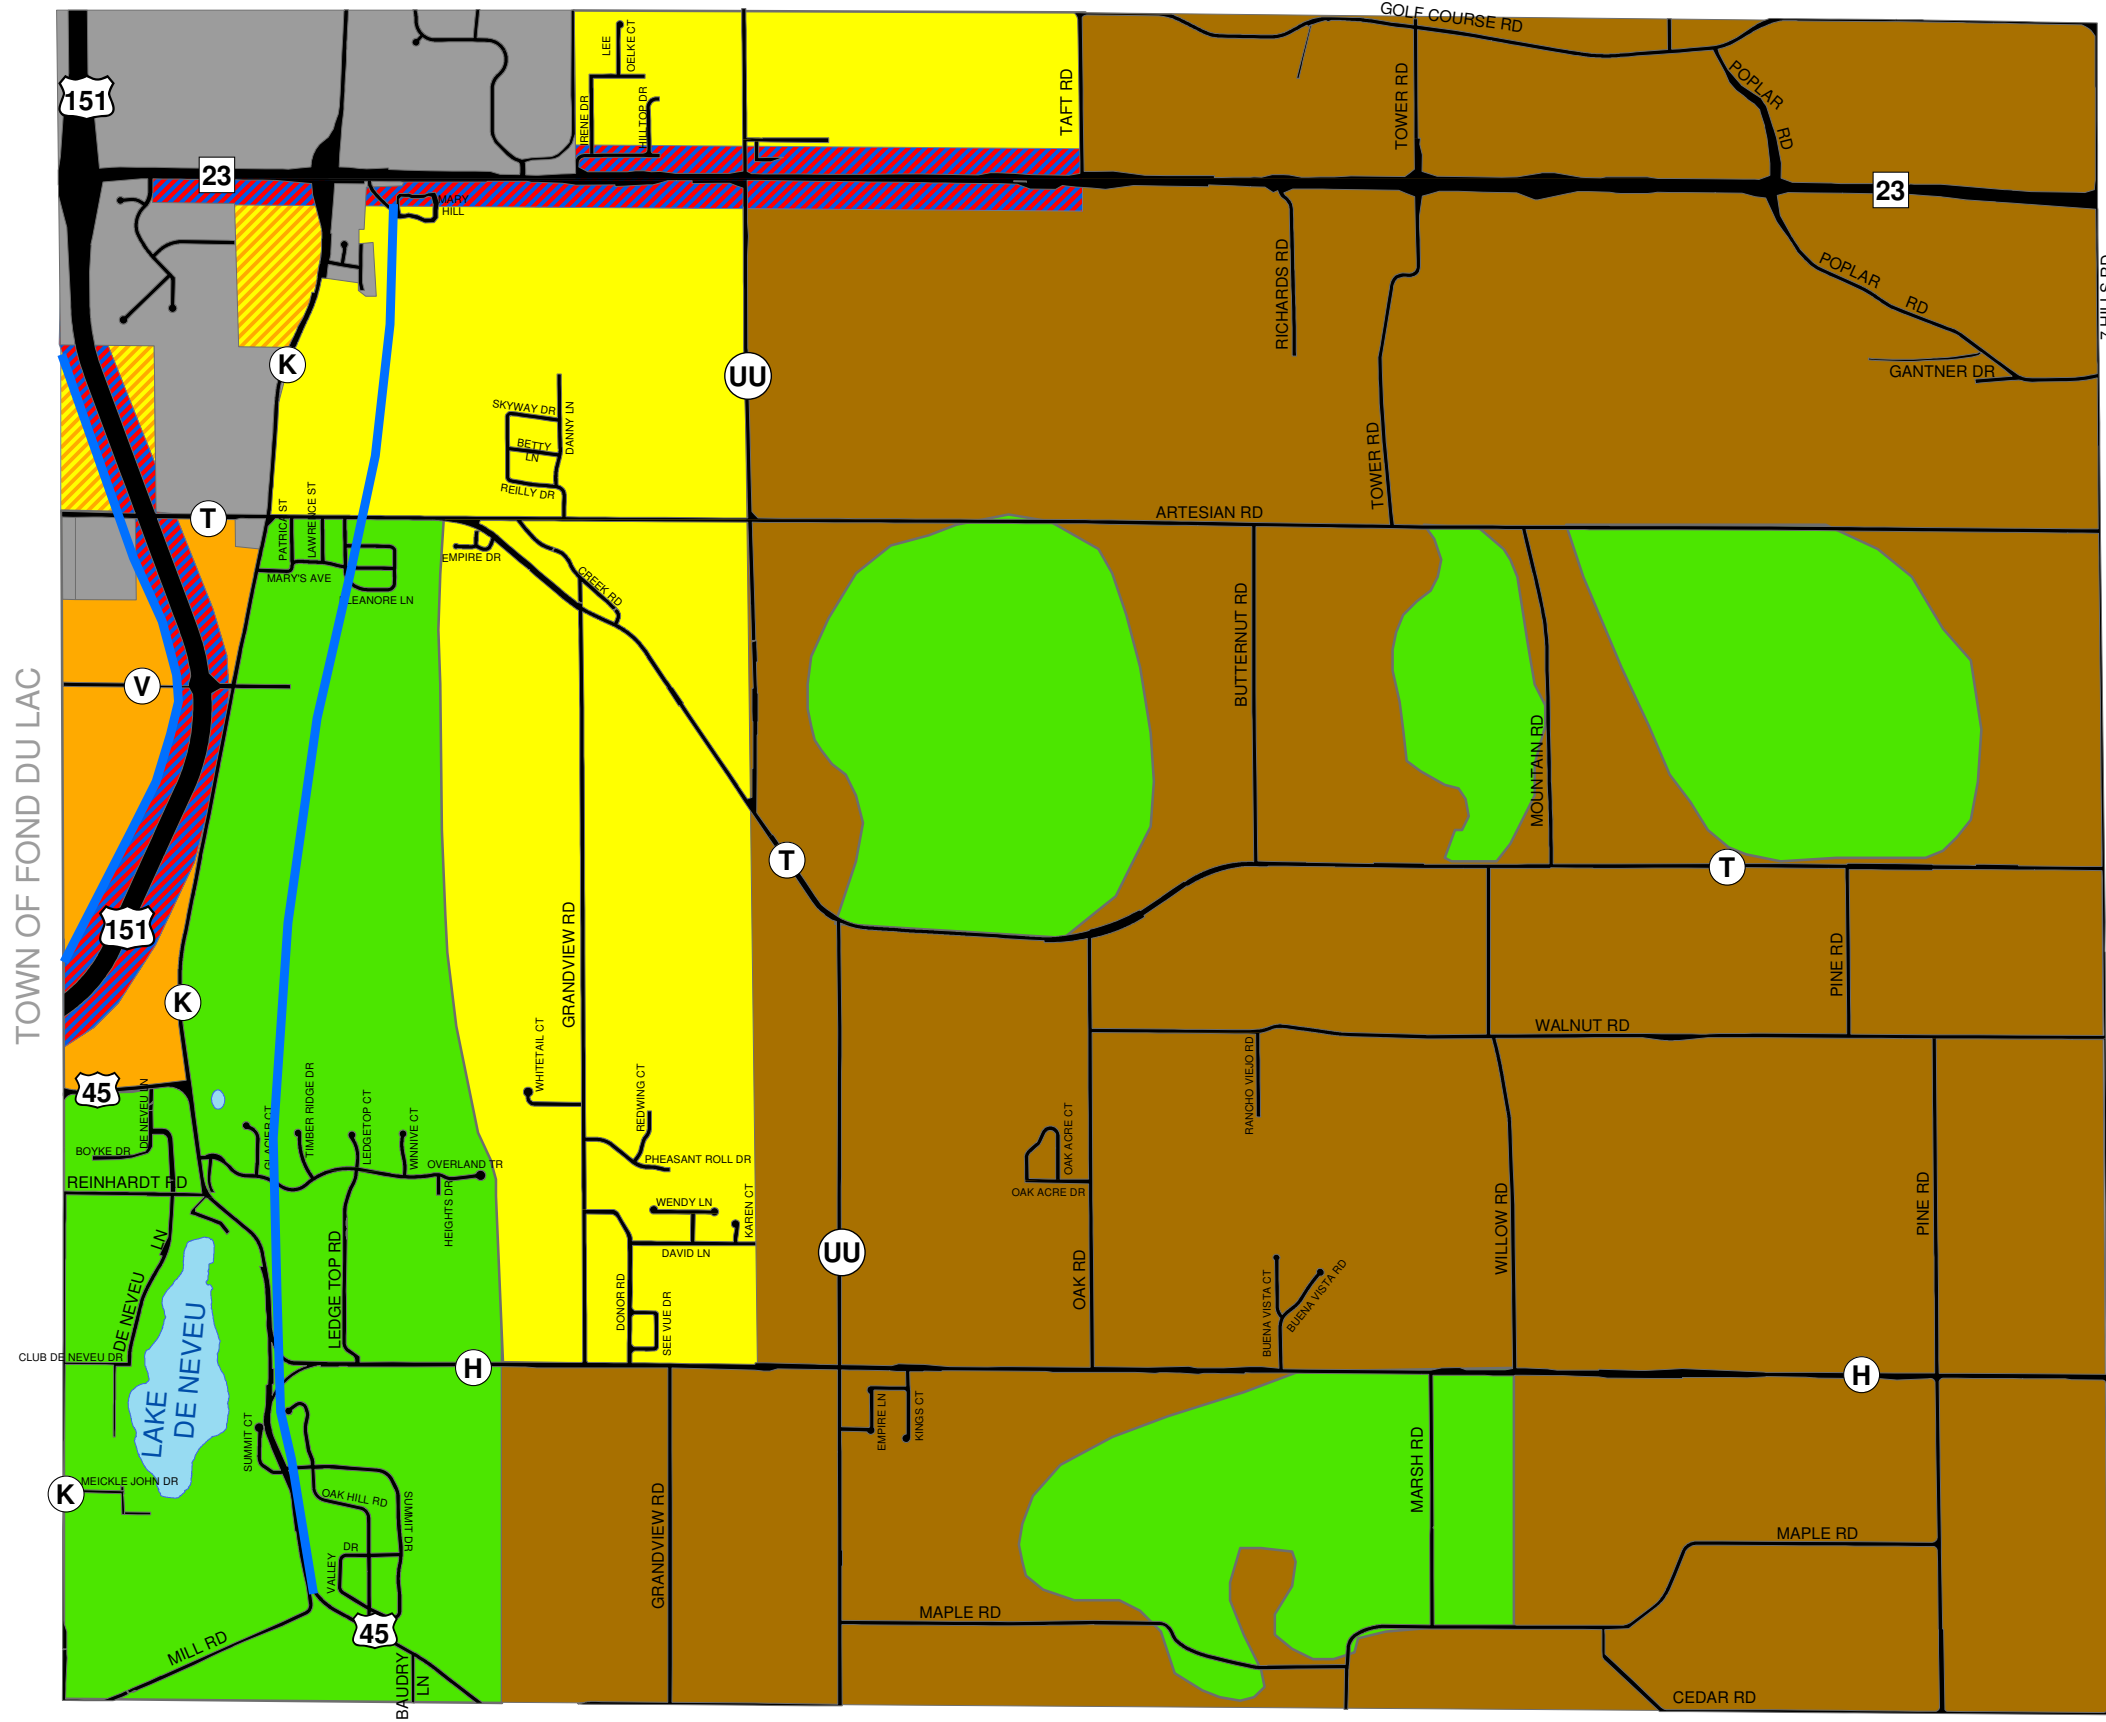 GOLF COURSE RD
LEE
OELKE CT
IRENE DR
HILLTOP DR
TAFT RD
TOWER RD
POPLAR
RD
151
23
23
MARY
HILL
RICHARDS RD
POPLAR
RD
GANTNER DR
K
UU
SKYWAY DR
BETTY
LN
DANNY LN
REILLY DR
TOWER RD
T
PATRICA ST
LAWRENCE ST
ARTESIAN RD
MARY'S AVE
ELEANORE LN
EMPIRE DR
CREEK RD
BUTTERNUT RD
MOUNTAIN RD
V
TOWN OF FOND DU LAC
T
T
151
K
GRANDVIEW RD
PINE RD
WALNUT RD
45
DE NEVEU LN
BOYKE DR
REINHARDT RD
GLACIER CT
TIMBER RIDGE DR
LEDGETOP CT
WINNIVE CT
OVERLAND TR
HEIGHTS DR
WHITETAIL CT
REDWING CT
PHEASANT ROLL DR
WENDY LN
KAREN CT
DAVID LN
RANCHO VIEJO RD
OAK ACRE CT
OAK ACRE DR
UU
OAK RD
WILLOW RD
PINE RD
DE NEVEU
LN
LEDGE TOP RD
DONOR RD
SEE VUE DR
BUENA VISTA CT
BUENA VISTA RD
CLUB DE NEVEU DR
H
H
LAKE
DE NEVEU
EMPIRE LN
KINGS CT
SUMMIT CT
MARSH RD
MEICKLE JOHN DR
K
OAK HILL RD
SUMMIT DR
GRANDVIEW RD
VALLEY
DR
MAPLE RD
MAPLE RD
45
MILL RD
BAUDRY
LN
CEDAR RD